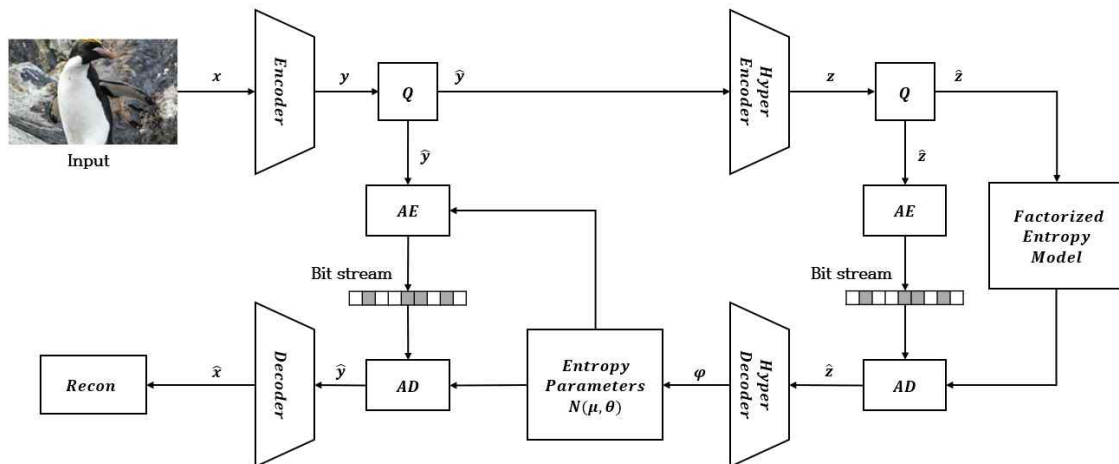 x
Encoder
y
Q
ŷ
Hyper
Encoder
z
Q
ẑ
Input
ŷ
ẑ
AE
AE
Factorized
Entropy
Model
Bit stream
Bit stream
Recon
x̂
Decoder
ŷ
AD
Entropy
Parameters
N(μ, θ)
φ
Hyper
Decoder
ẑ
AD